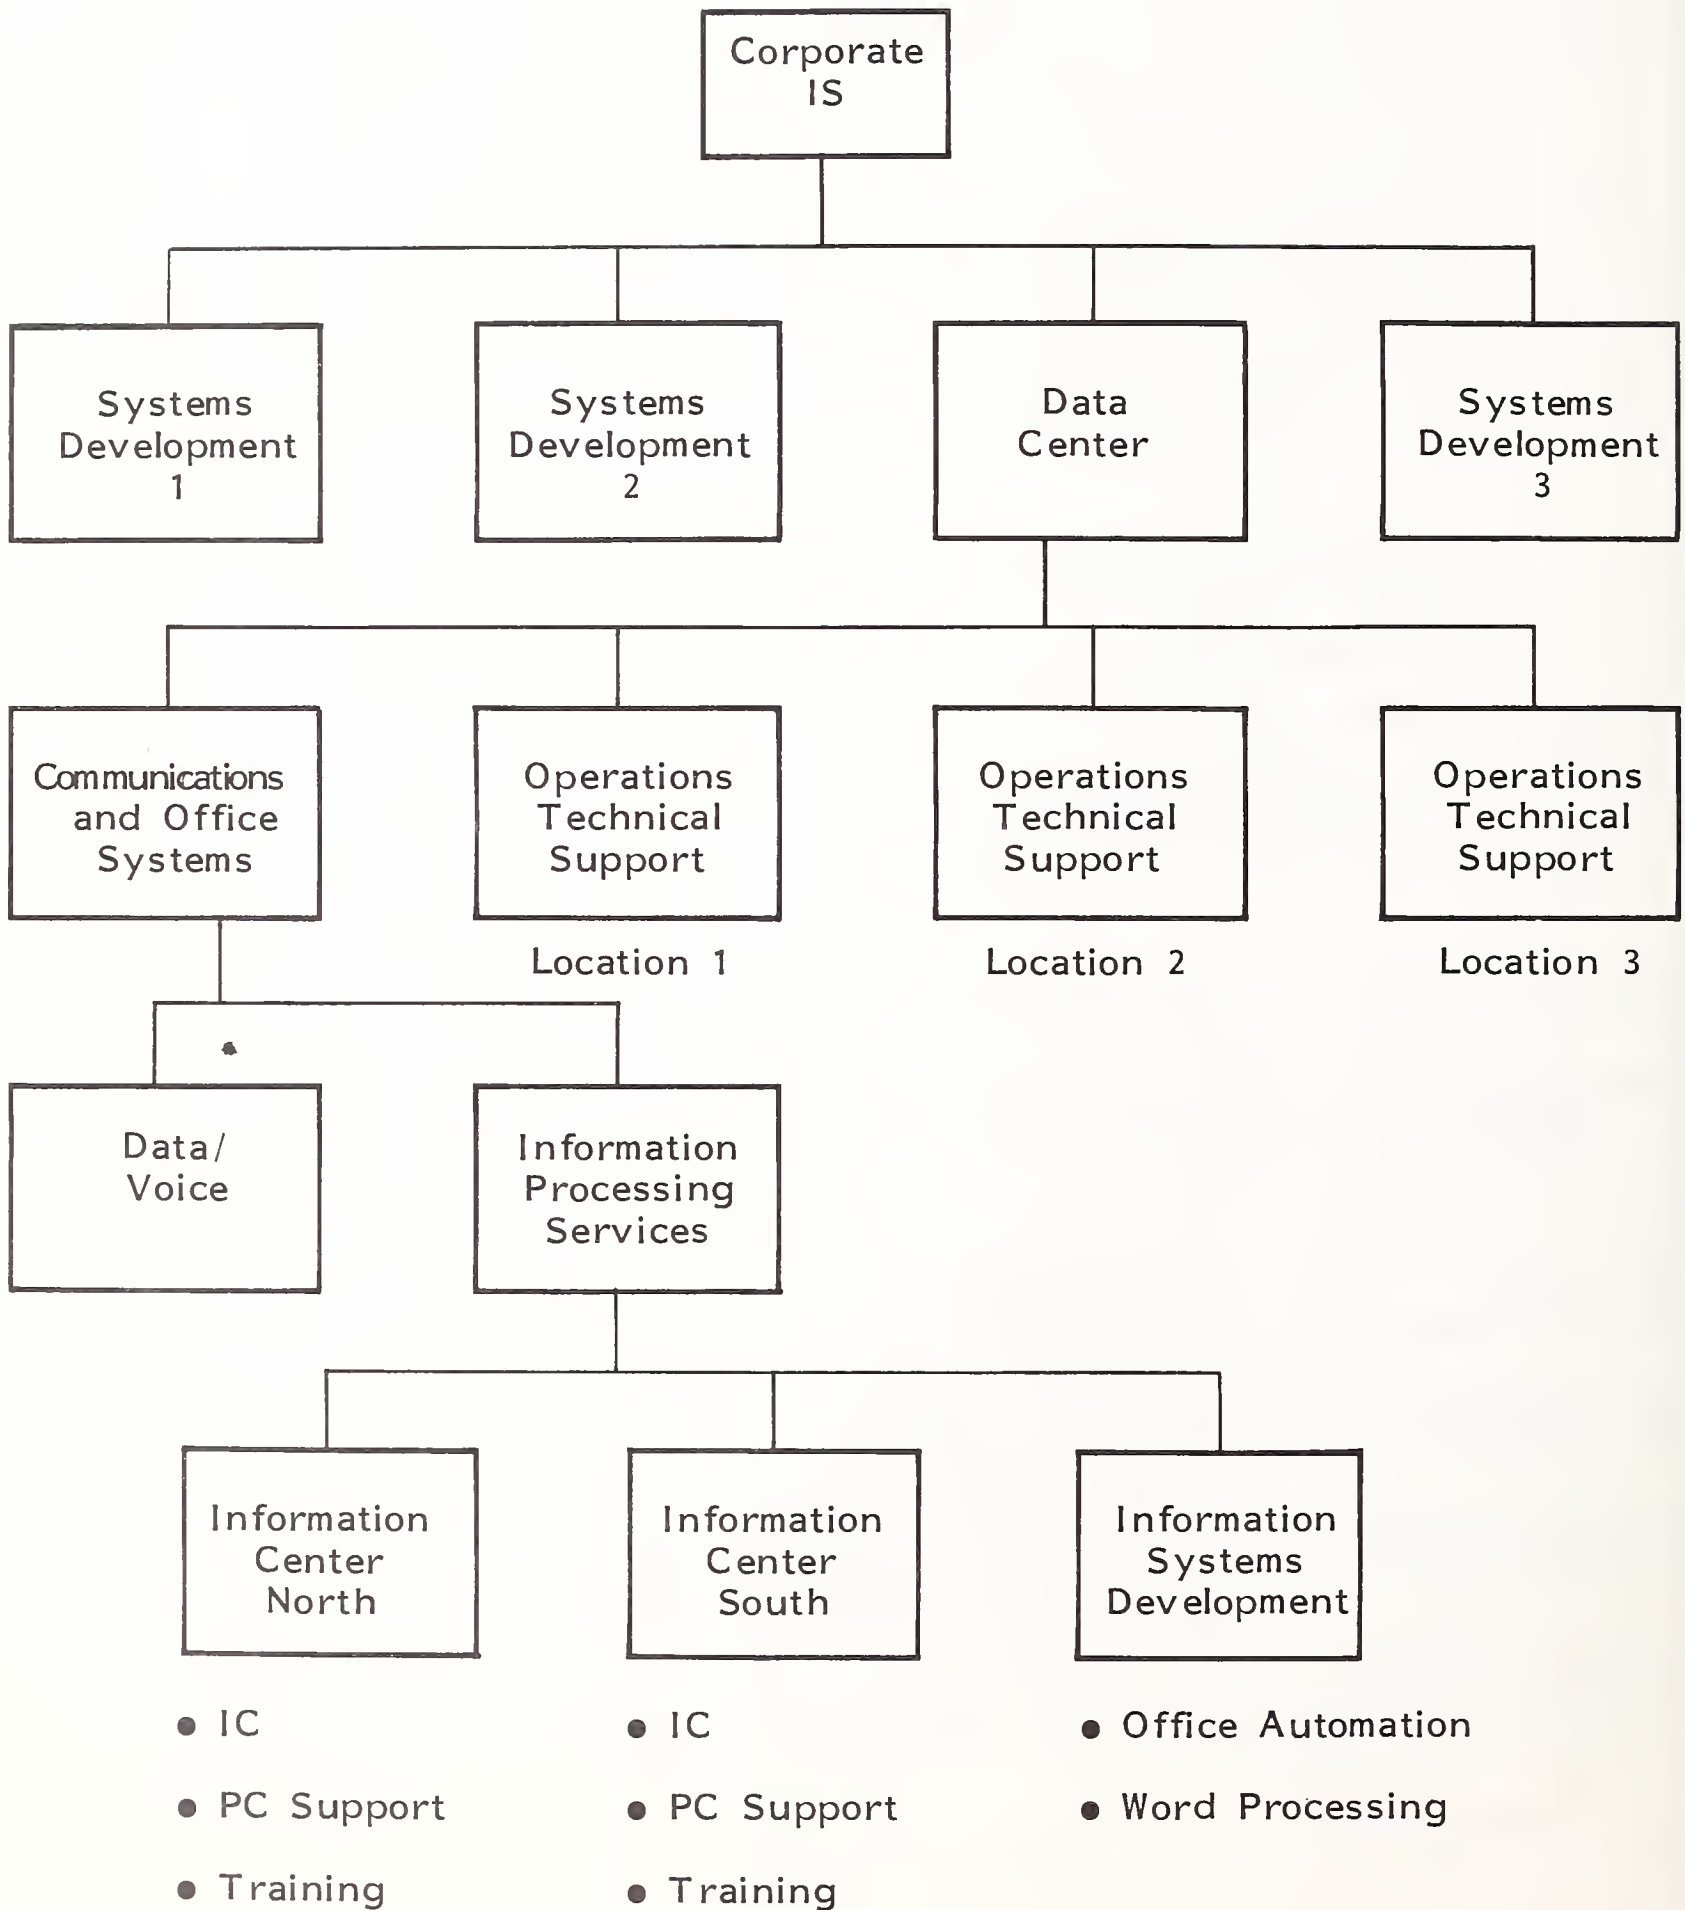 Corporate
IS
Systems
Development
1
Systems
Development
2
Data
Center
Systems
Development
3
Communications
and Office
Systems
Operations
Technical
Support
Location 1
Operations
Technical
Support
Location 2
Operations
Technical
Support
Location 3
Data/
Voice
Information
Processing
Services
Information
Center
North
• IC
• PC Support
• Training
Information
Center
South
• IC
• PC Support
• Training
Information
Systems
Development
• Office Automation
• Word Processing